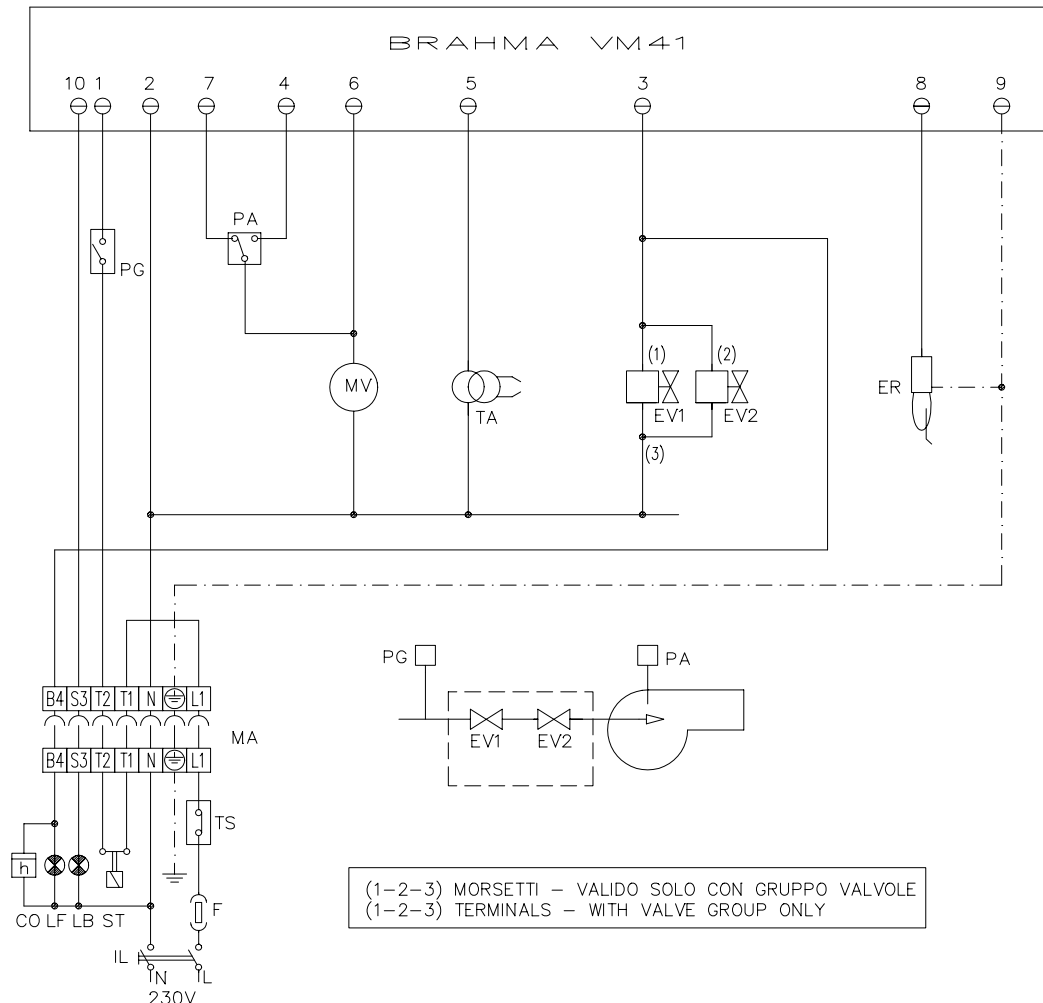 BRAHMA VM41
10 1 2 7 4 6 5 3 8 9
PA
PG
MV
TA
(1) (2)
EV1 EV2
(3)
ER
B4 S3 T2 T1 N L1
MA
B4 S3 T2 T1 N L1
TS
h
F
CO LF LB ST
IL
N L
230V
PG PA
EV1 EV2
(1-2-3) MORSETTI - VALIDO SOLO CON GRUPPO VALVOLE
(1-2-3) TERMINALS - WITH VALVE GROUP ONLY